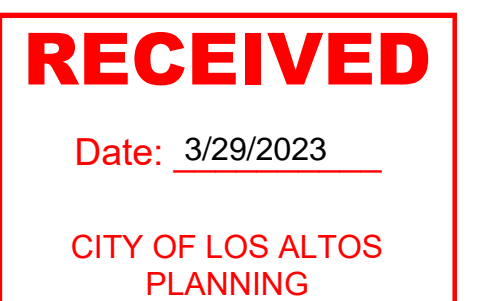 RECEIVED
Date: 3/29/2023
CITY OF LOS ALTOS
PLANNING